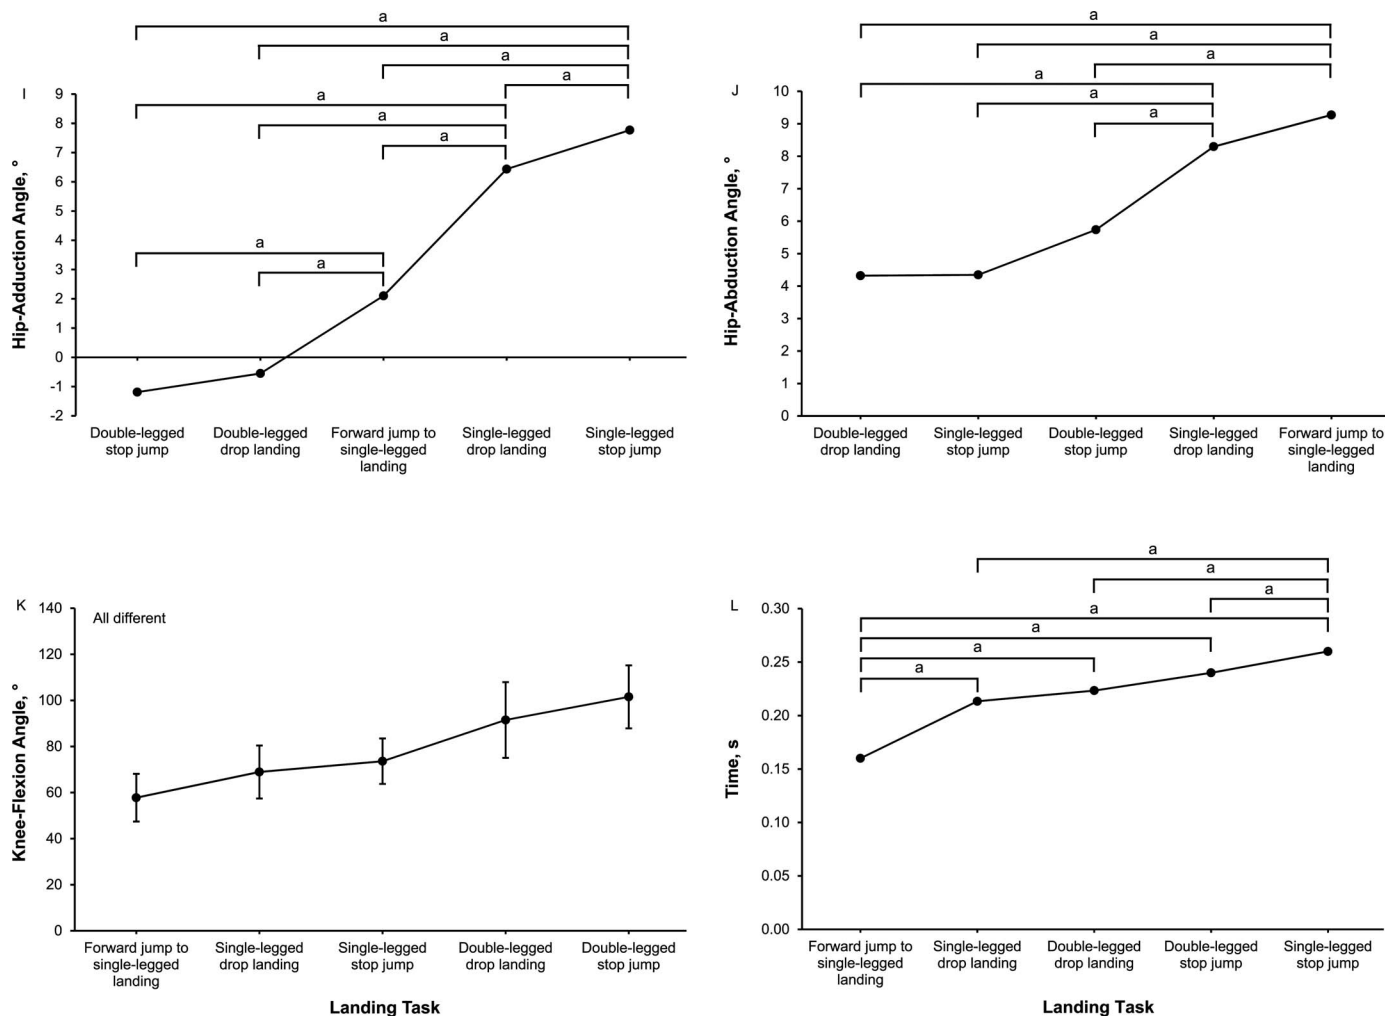 a
a
a
a
I
9
8
7
6
5
4
3
2
1
0
-1
-2
Hip-Adduction Angle, °
a
a
a
a
a
Double-legged
stop jump
Double-legged
drop landing
Forward jump to
single-legged
landing
Single-legged
drop landing
Single-legged
stop jump
a
a
a
a
a
a
J
10
9
8
7
6
5
4
3
2
1
0
Hip-Abduction Angle, °
Double-legged
drop landing
Single-legged
stop jump
Double-legged
stop jump
Single-legged
drop landing
Forward jump to
single-legged
landing
K
All different
140
120
100
80
60
40
20
0
Knee-Flexion Angle, °
Forward jump to
single-legged
landing
Single-legged
drop landing
Single-legged
stop jump
Double-legged
drop landing
Double-legged
stop jump
Landing Task
a
a
a
a
a
a
a
L
0.30
0.25
0.20
0.15
0.10
0.05
0.00
Time, s
Forward jump to
single-legged
landing
Single-legged
drop landing
Double-legged
drop landing
Double-legged
stop jump
Single-legged
stop jump
Landing Task